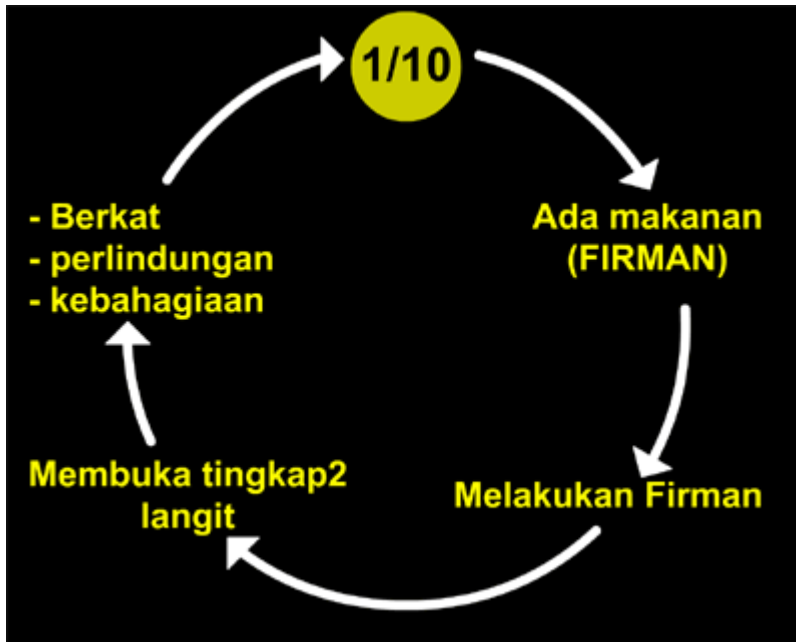 1/10
Ada makanan
(FIRMAN)
Melakukan Firman
Membuka tingkap2
langit
- Berkat
- perlindungan
- kebahagiaan